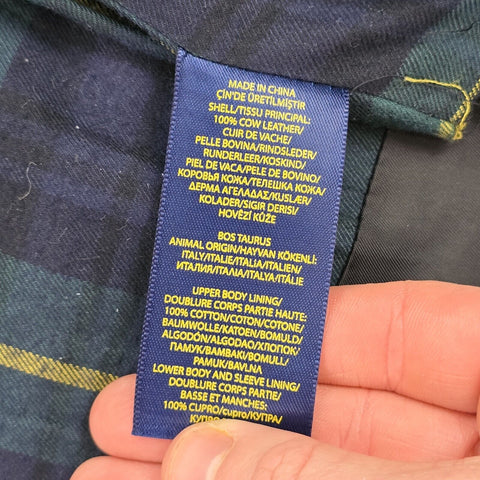 MADE IN CHINA
ÇİN'DE ÜRETİLMİŞTİR
SHELL/TISSU PRINCIPAL:
100% COW LEATHER/
CUIR DE VACHE/
PELLE BOVINA/RINDSLEDER/
RUNDERLEER/KOSKIND/
PIEL DE VACA/PELE DE BOVINO/
КОРОВЬЯ КОЖА/ТЕЛЕШКА КОЖА/
ΔΕΡΜΑ ΑΓΕΛΑΔΑΣ/KUSLÆR/
KOLADER/SIGIR DERISI/
HOVĚZÍ KŮŽE
BOS TAURUS
ANIMAL ORIGIN/HAYVAN KÖKENLİ:
ITALY/ITALIE/ITALIA/ITALIEN/
ИТАЛИЯ/ΙΤΑΛΙΑ/İTALYA/ITÁLIE
UPPER BODY LINING/
DOUBLURE CORPS PARTIE HAUTE:
100% COTTON/COTON/COTONE/
BAUMWOLLE/KATOEN/BOMULD/
ALGODÓN/ALGODAO/ХЛОПОК/
ПАМУК/ΒΑΜΒΑΚΙ/BOMULL/
PAMUK/BAVLNA
LOWER BODY AND SLEEVE LINING/
DOUBLURE CORPS PARTIE
BASSE ET MANCHES:
100% CUPRO/cupro/КУПРА/